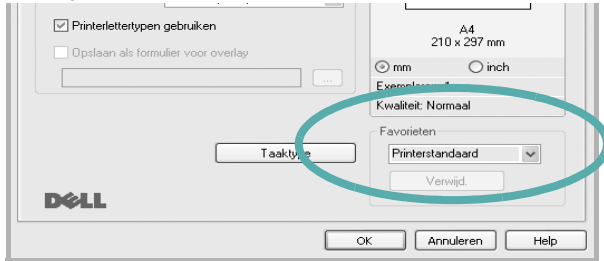 Printerlettertypen gebruiken
Opslaan als formulier voor overlay
...
A4
210 x 297 mm
mm
inch
Kwaliteit: Normaal
Favorieten
Printerstandaard
Verwijd.
Taaktype
DELL
OK
Annuleren
Help